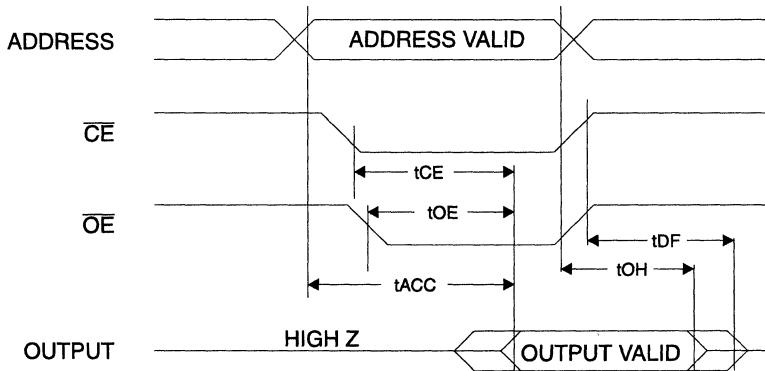 ADDRESS
ADDRESS VALID
CE
tCE
OE
tOE
tDF
tOH
tACC
HIGH Z
OUTPUT
OUTPUT VALID